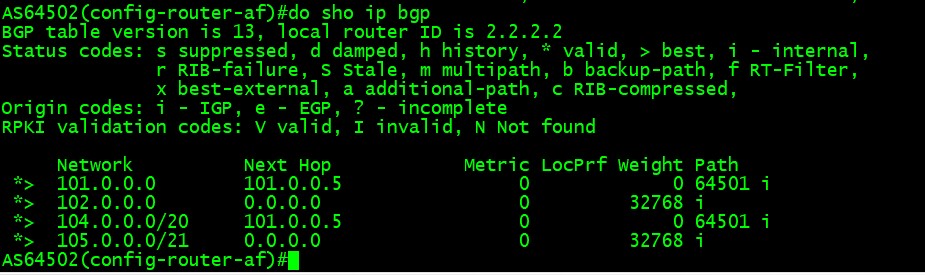 AS64502(config-router-af)#do sho ip bgp
BGP table version is 13, local router ID is 2.2.2.2
Status codes: s suppressed, d damped, h history, * valid, > best, i - internal,
              r RIB-failure, S Stale, m multipath, b backup-path, f RT-Filter,
              x best-external, a additional-path, c RIB-compressed,
Origin codes: i - IGP, e - EGP, ? - incomplete
RPKI validation codes: V valid, I invalid, N Not found

     Network          Next Hop            Metric LocPrf Weight Path
 *>  101.0.0.0        101.0.0.5                0             0 64501 i
 *>  102.0.0.0        0.0.0.0                  0         32768 i
 *>  104.0.0.0/20     101.0.0.5                0             0 64501 i
 *>  105.0.0.0/21     0.0.0.0                  0         32768 i
AS64502(config-router-af)#